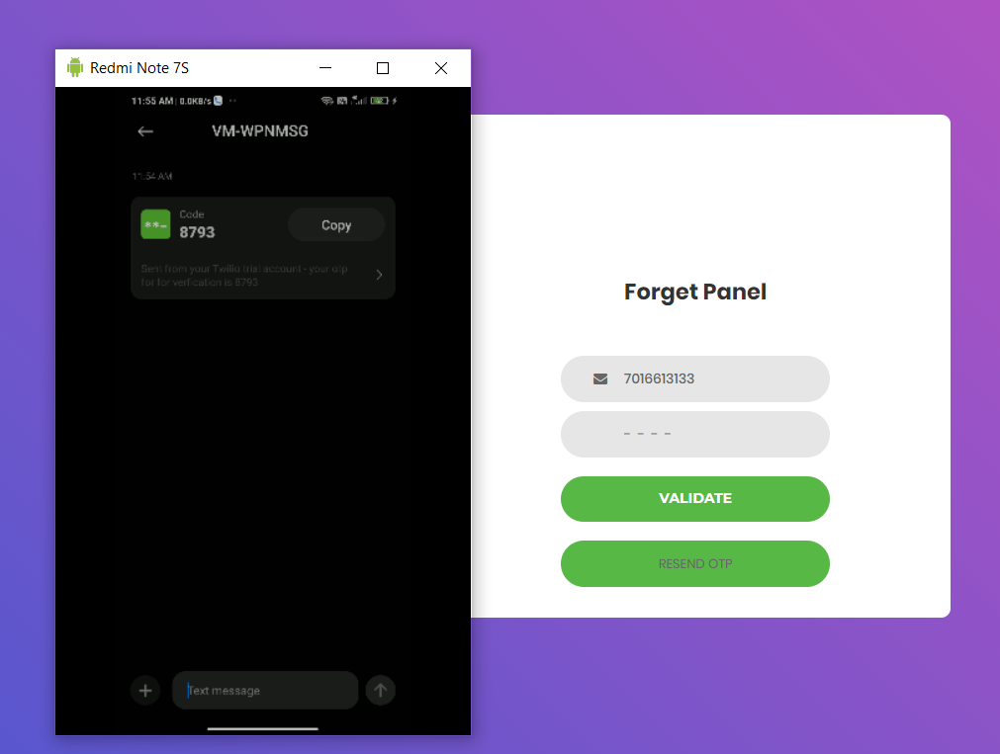 Redmi Note 7S
11:55 AM | 0.0KB/s
VM-WPNMSG
11:54 AM
Code
8793
Copy
Sent from your Twilio trial account - your otp
for for verfication is 8793
Text message
Forget Panel
7016613133
- - - -
VALIDATE
RESEND OTP